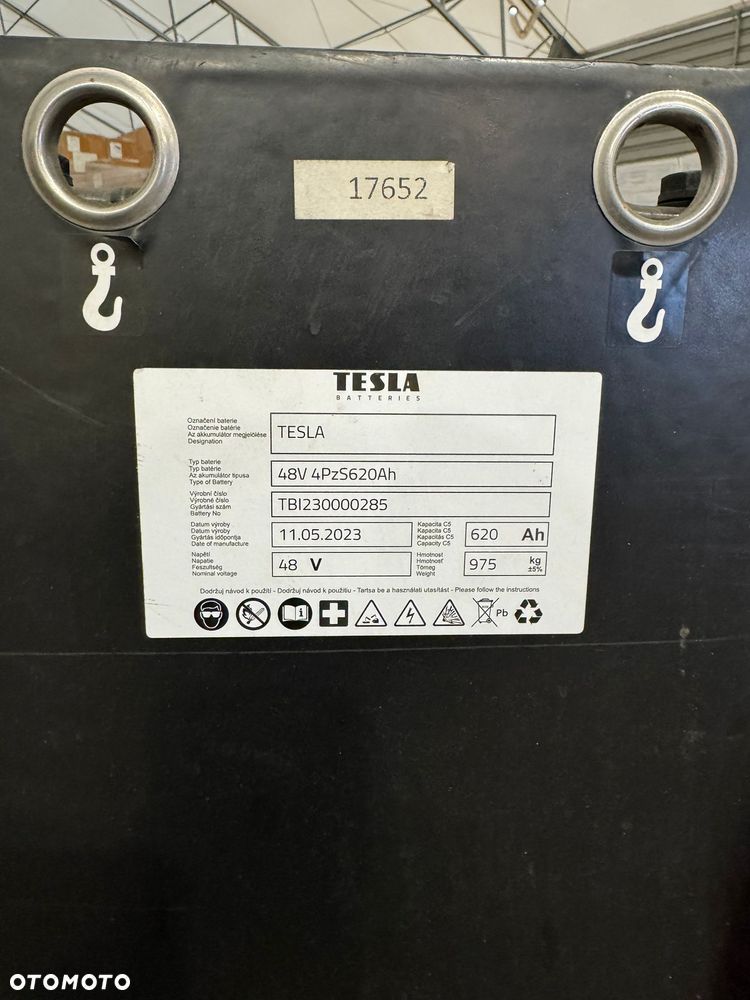 17652
TESLA
BATTERIES
Označení baterie
Označenie batérie
Az akkumulátor megjelölése
Designation
TESLA
Typ baterie
Typ batérie
Az akumulátor típusa
Type of Battery
48V 4PzS620Ah
Výrobní číslo
Výrobné číslo
Gyártási szám
Battery No
TBI230000285
Datum výroby
Dátum výroby
Gyártás időpontja
Date of manufacture
11.05.2023
Kapacita C5
Kapacita C5
Kapacitás C5
Capacity C5
620 Ah
Napětí
Napatie
Feszültség
Nominal voltage
48 V
Hmotnost
Hmotnosť
Tömeg
Weight
975 kg
±5%
Dodržuj návod k použití - Dodržuj návod k použitiu - Tartsa be a használati utasítást - Please follow the instructions
Pb
OTOMOTO